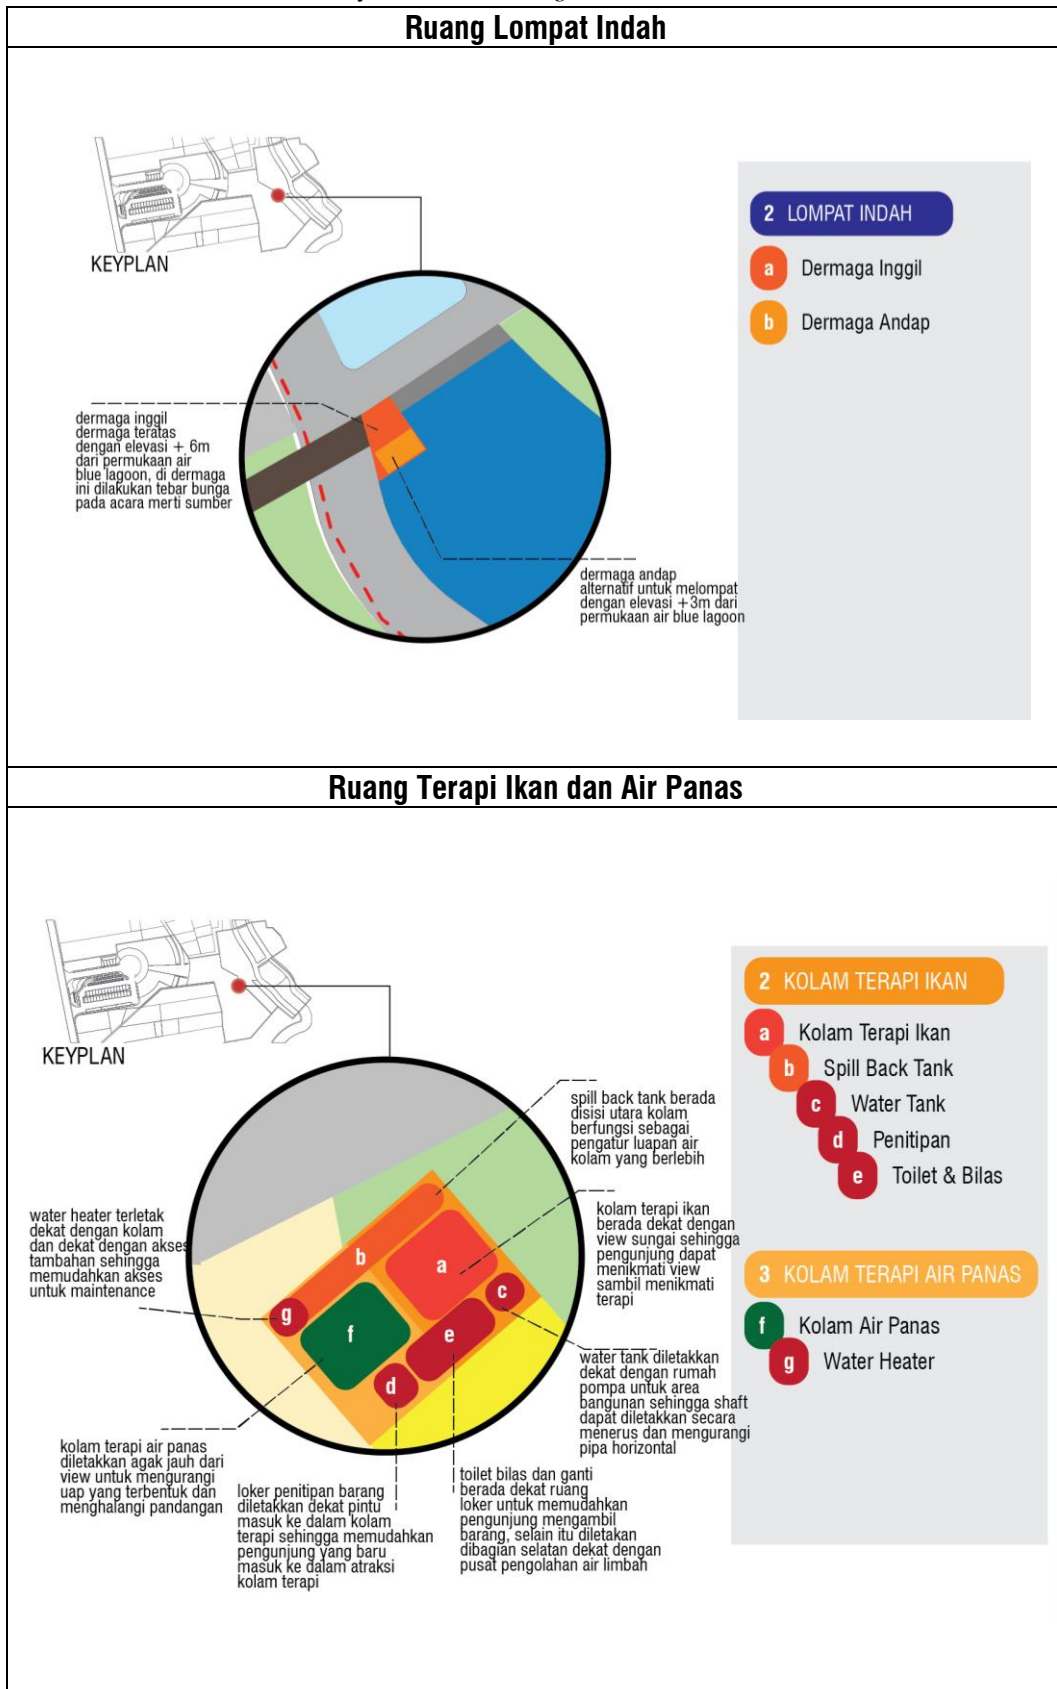 Ruang Lompat Indah
KEYPLAN
2 LOMPAT INDAH
a Dermaga Inggil
b Dermaga Andap
dermaga inggil
dermaga teratas
dengan elevasi + 6m
dari permukaan air
blue lagoon, di dermaga
ini dilakukan tebar bunga
pada acara merti sumber
dermaga andap
alternatif untuk melompat
dengan elevasi +3m dari
permukaan air blue lagoon
Ruang Terapi Ikan dan Air Panas
KEYPLAN
2 KOLAM TERAPI IKAN
a Kolam Terapi Ikan
b Spill Back Tank
c Water Tank
d Penitipan
e Toilet & Bilas
3 KOLAM TERAPI AIR PANAS
f Kolam Air Panas
g Water Heater
spill back tank berada
disisi utara kolam
berfungsi sebagai
pengatur luapan air
kolam yang berlebih
kolam terapi ikan
berada dekat dengan
view sungai sehingga
pengunjung dapat
menikmati view
sambil menikmati
terapi
water heater terletak
dekat dengan kolam
dan dekat dengan akses
tambahan sehingga
memudahkan akses
untuk maintenance
b
a
g
f
c
e
d
water tank diletakkan
dekat dengan rumah
pompa untuk area
bangunan sehingga shaft
dapat diletakkan secara
menerus dan mengurangi
pipa horizontal
kolam terapi air panas
diletakkan agak jauh dari
view untuk mengurangi
uap yang terbentuk dan
menghalangi pandangan
loker penitipan barang
diletakkan dekat pintu
masuk ke dalam kolam
terapi sehingga memudahkan
pengunjung yang baru
masuk ke dalam atraksi
kolam terapi
toilet bilas dan ganti
berada dekat ruang
loker untuk memudahkan
pengunjung mengambil
barang, selain itu diletakan
dibagian selatan dekat dengan
pusat pengolahan air limbah